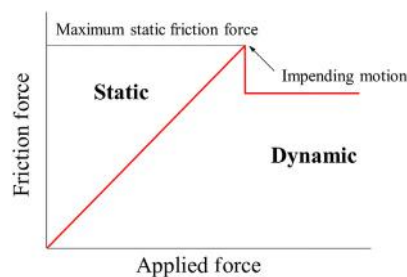 Maximum static friction force
Impending motion
Static
Dynamic
Friction force
Applied force